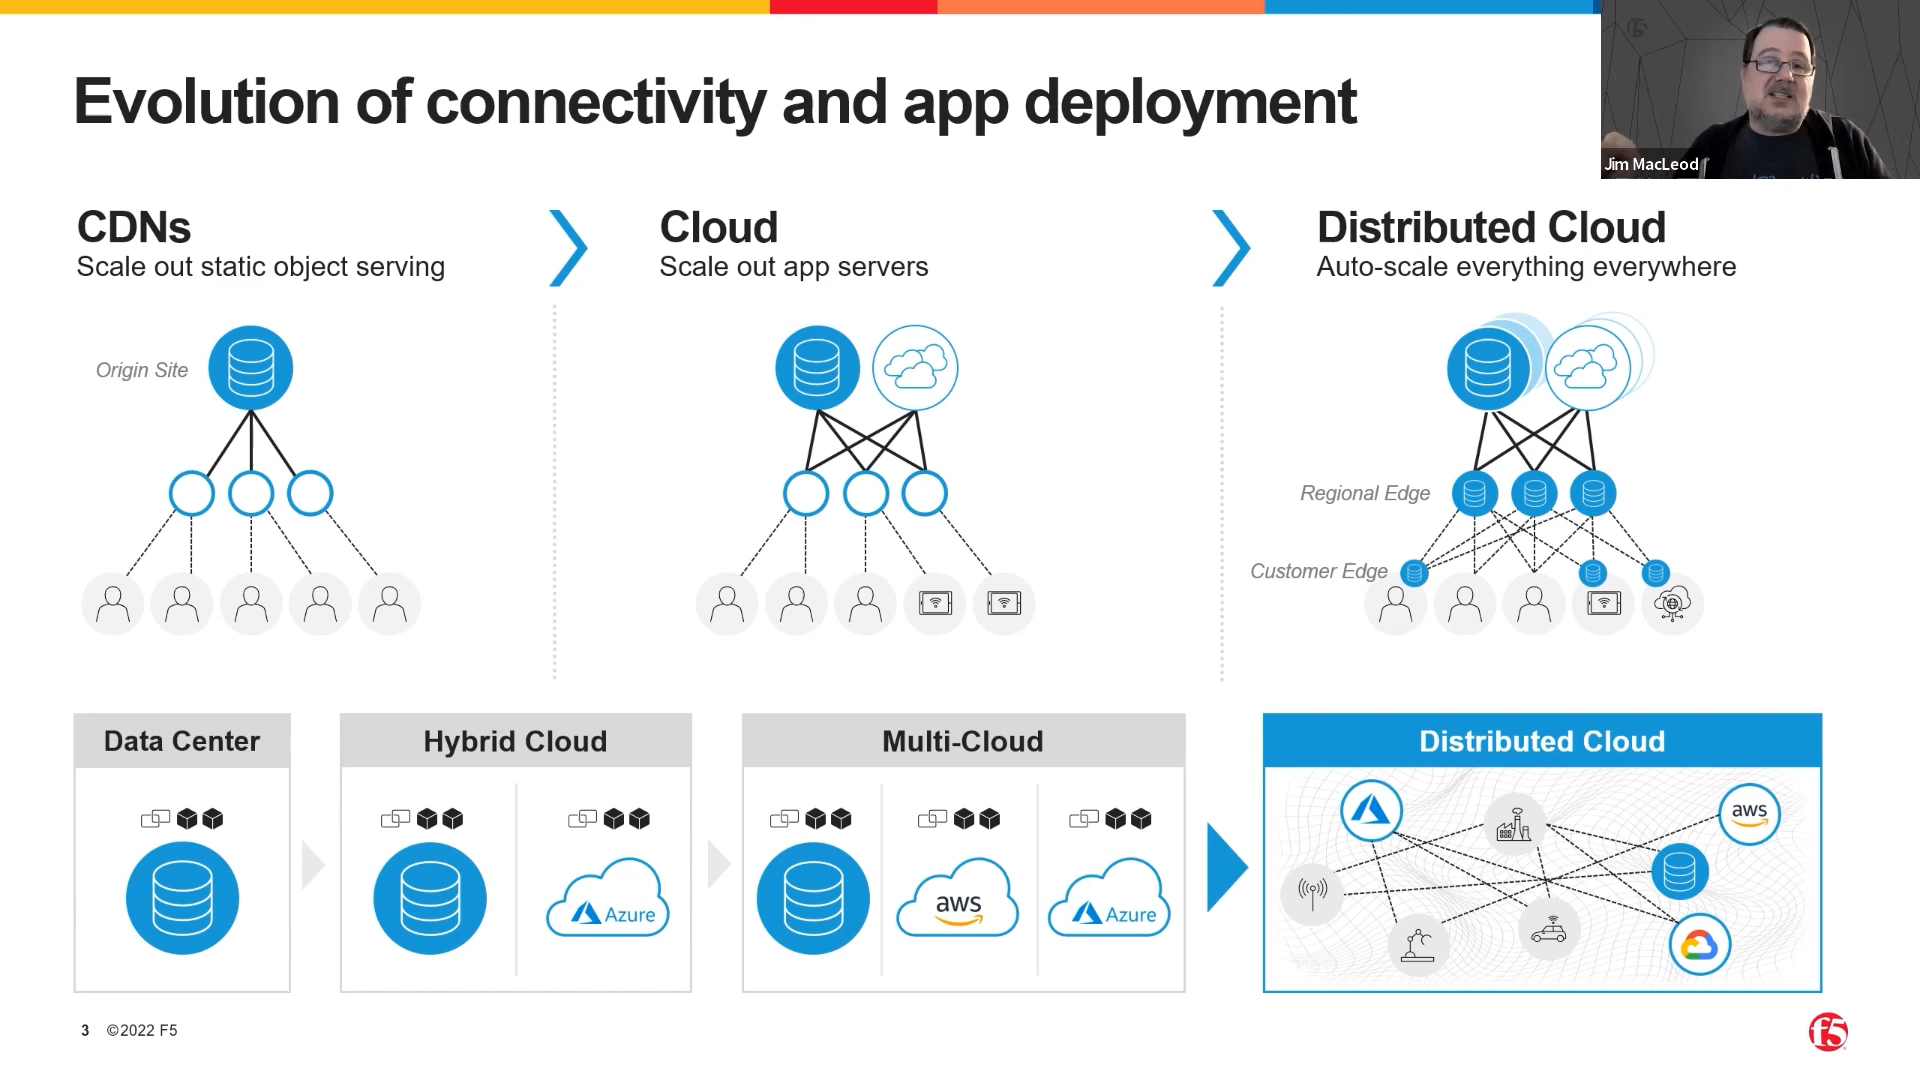 Evolution of connectivity and app deployment
Jim MacLeod
CDNs
Scale out static object serving
Cloud
Scale out app servers
Distributed Cloud
Auto-scale everything everywhere
Origin Site
Regional Edge
Customer Edge
Data Center
Hybrid Cloud
Multi-Cloud
Distributed Cloud
Azure
aws
Azure
aws
3 ©2022 F5
f5